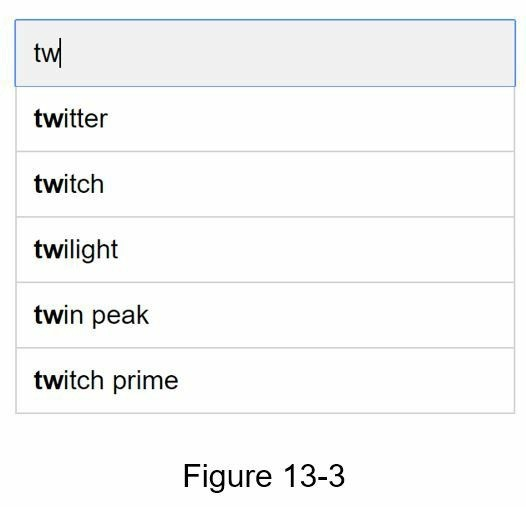 tw
twitter
twitch
twilight
twin peak
twitch prime
Figure 13-3